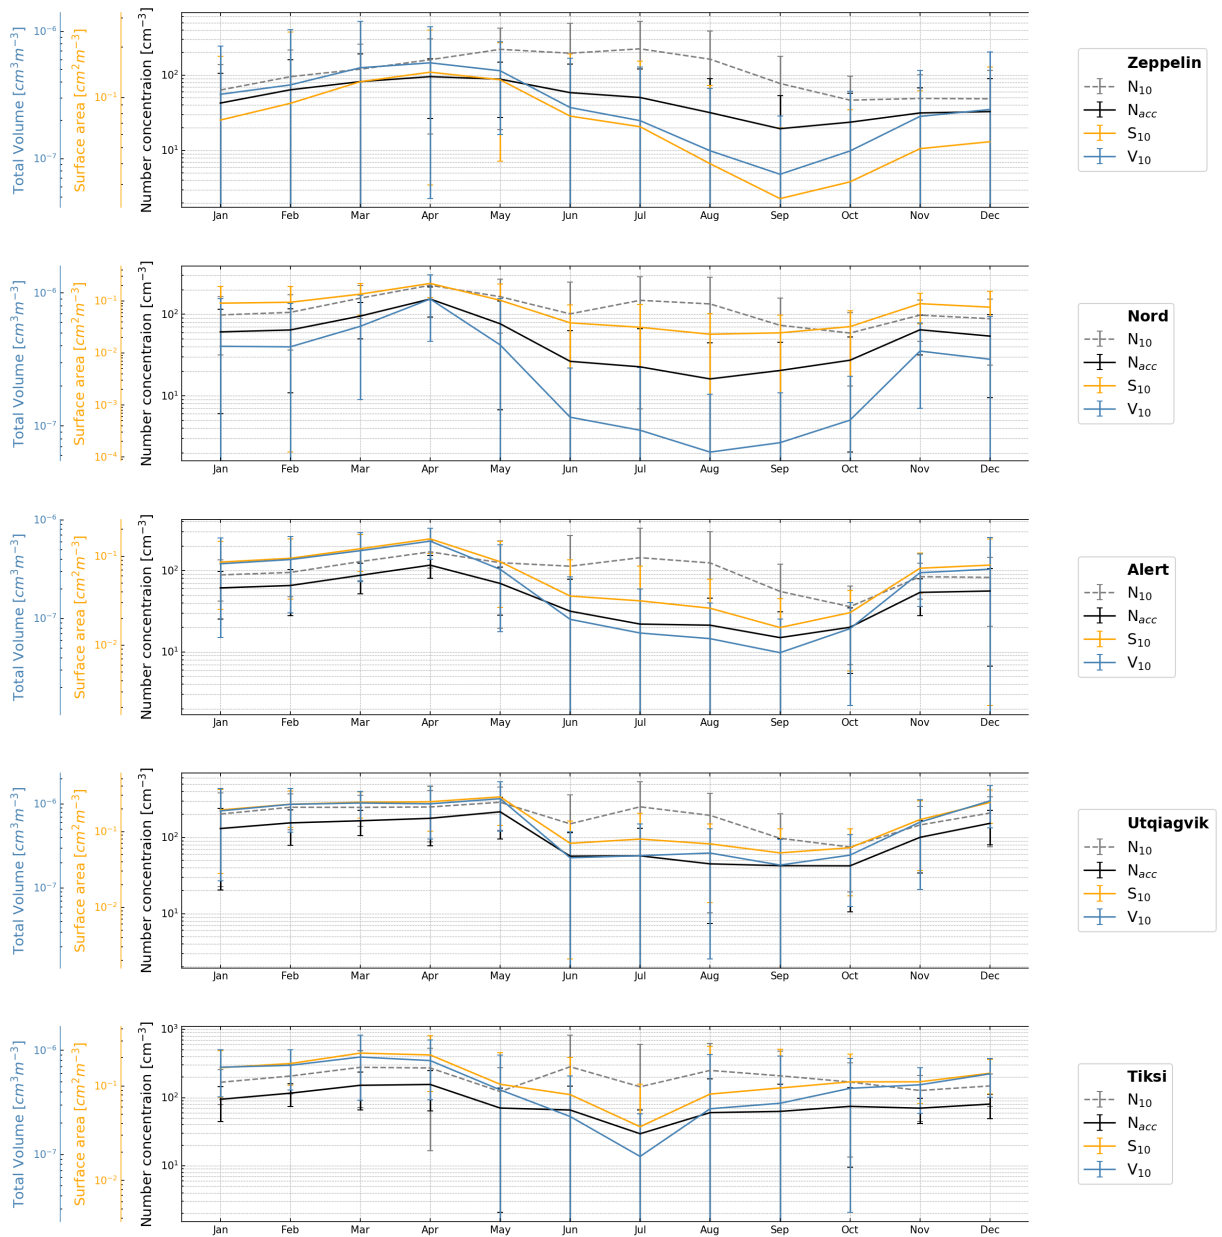 Total Volume [cm³m⁻³]
10⁻⁶
10⁻⁷
Surface area [cm²m⁻³]
10⁻¹
Number concentraion [cm⁻³]
10²
10¹
Jan Feb Mar Apr May Jun Jul Aug Sep Oct Nov Dec
Zeppelin
N₁₀
Nacc
S₁₀
V₁₀
Total Volume [cm³m⁻³]
10⁻⁶
10⁻⁷
Surface area [cm²m⁻³]
10⁻¹
10⁻²
10⁻³
10⁻⁴
Number concentraion [cm⁻³]
10²
10¹
Jan Feb Mar Apr May Jun Jul Aug Sep Oct Nov Dec
Nord
N₁₀
Nacc
S₁₀
V₁₀
Total Volume [cm³m⁻³]
10⁻⁶
10⁻⁷
Surface area [cm²m⁻³]
10⁻¹
10⁻²
Number concentraion [cm⁻³]
10²
10¹
Jan Feb Mar Apr May Jun Jul Aug Sep Oct Nov Dec
Alert
N₁₀
Nacc
S₁₀
V₁₀
Total Volume [cm³m⁻³]
10⁻⁶
10⁻⁷
Surface area [cm²m⁻³]
10⁻¹
10⁻²
Number concentraion [cm⁻³]
10²
10¹
Jan Feb Mar Apr May Jun Jul Aug Sep Oct Nov Dec
Utqiagvik
N₁₀
Nacc
S₁₀
V₁₀
Total Volume [cm³m⁻³]
10⁻⁶
10⁻⁷
Surface area [cm²m⁻³]
10⁻¹
10⁻²
Number concentraion [cm⁻³]
10³
10²
10¹
Jan Feb Mar Apr May Jun Jul Aug Sep Oct Nov Dec
Tiksi
N₁₀
Nacc
S₁₀
V₁₀